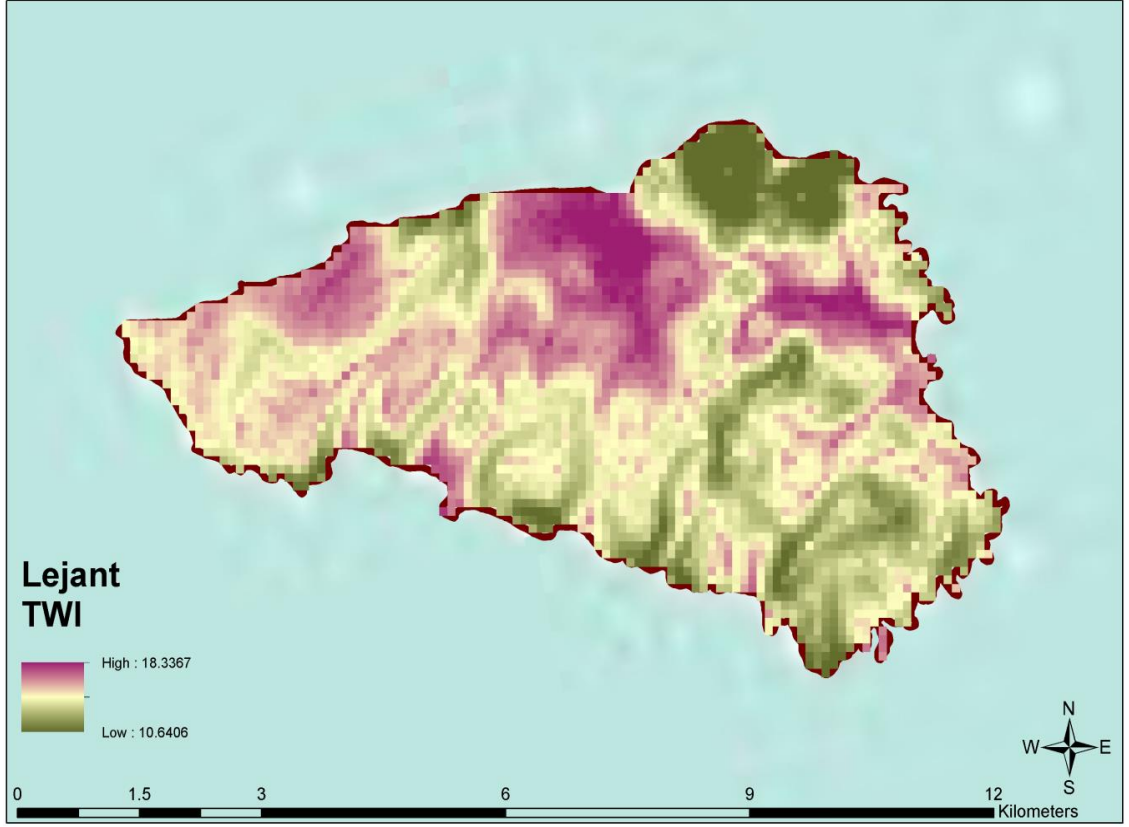 Lejant
TWI
High : 18.3367
Low : 10.6406
N
W E
S
0 1.5 3 6 9 12
Kilometers